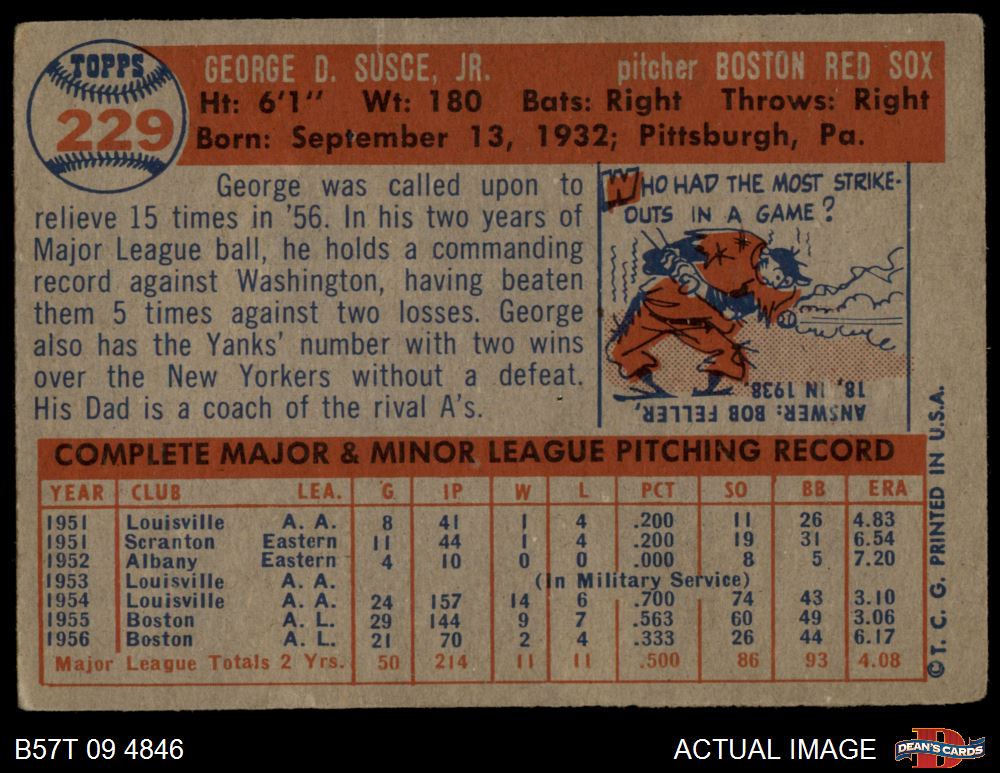 TOPPS
229
GEORGE D. SUSCE, JR. pitcher BOSTON RED SOX
Ht: 6'1" Wt: 180 Bats: Right Throws: Right
Born: September 13, 1932; Pittsburgh, Pa.
George was called upon to
relieve 15 times in '56. In his two years of
Major League ball, he holds a commanding
record against Washington, having beaten
them 5 times against two losses. George
also has the Yanks' number with two wins
over the New Yorkers without a defeat.
His Dad is a coach of the rival A's.
WHO HAD THE MOST STRIKE-
OUTS IN A GAME?
ANSWER: BOB FELLER,
18, IN 1938.
COMPLETE MAJOR & MINOR LEAGUE PITCHING RECORD
YEAR CLUB LEA. G IP W L PCT SO BB ERA
1951 Louisville A. A. 8 41 1 4 .200 11 26 4.83
1951 Scranton Eastern 11 44 1 4 .200 19 31 6.54
1952 Albany Eastern 4 10 0 0 .000 8 5 7.20
1953 Louisville A. A. (In Military Service)
1954 Louisville A. A. 24 157 14 6 .700 74 43 3.10
1955 Boston A. L. 29 144 9 7 .563 60 49 3.06
1956 Boston A. L. 21 70 2 4 .333 26 44 6.17
Major League Totals 2 Yrs. 50 214 11 11 .500 86 93 4.08
© T. C. G. PRINTED IN U.S.A.
B57T 09 4846 ACTUAL IMAGE
DEAN'S CARDS